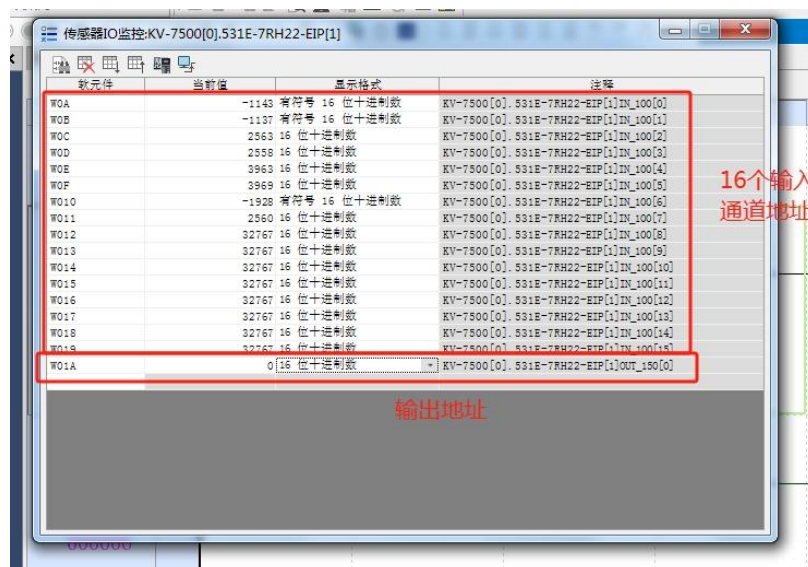 传感器IO监控:KV-7500[0].531E-7RH22-EIP[1]
软元件 当前值 显示格式 注释
W0A -1143 有符号 16 位十进制数 KV-7500[0].531E-7RH22-EIP[1]IN_100[0]
W0B -1137 有符号 16 位十进制数 KV-7500[0].531E-7RH22-EIP[1]IN_100[1]
W0C 2563 16 位十进制数 KV-7500[0].531E-7RH22-EIP[1]IN_100[2]
W0D 2558 16 位十进制数 KV-7500[0].531E-7RH22-EIP[1]IN_100[3]
W0E 3963 16 位十进制数 KV-7500[0].531E-7RH22-EIP[1]IN_100[4]
W0F 3969 16 位十进制数 KV-7500[0].531E-7RH22-EIP[1]IN_100[5]
W010 -1928 有符号 16 位十进制数 KV-7500[0].531E-7RH22-EIP[1]IN_100[6]
W011 2560 16 位十进制数 KV-7500[0].531E-7RH22-EIP[1]IN_100[7]
W012 32767 16 位十进制数 KV-7500[0].531E-7RH22-EIP[1]IN_100[8]
W013 32767 16 位十进制数 KV-7500[0].531E-7RH22-EIP[1]IN_100[9]
W014 32767 16 位十进制数 KV-7500[0].531E-7RH22-EIP[1]IN_100[10]
W015 32767 16 位十进制数 KV-7500[0].531E-7RH22-EIP[1]IN_100[11]
W016 32767 16 位十进制数 KV-7500[0].531E-7RH22-EIP[1]IN_100[12]
W017 32767 16 位十进制数 KV-7500[0].531E-7RH22-EIP[1]IN_100[13]
W018 32767 16 位十进制数 KV-7500[0].531E-7RH22-EIP[1]IN_100[14]
W019 32767 16 位十进制数 KV-7500[0].531E-7RH22-EIP[1]IN_100[15]
W01A 0 16 位十进制数 KV-7500[0].531E-7RH22-EIP[1]OUT_150[0]
16个输入
通道地址
输出地址